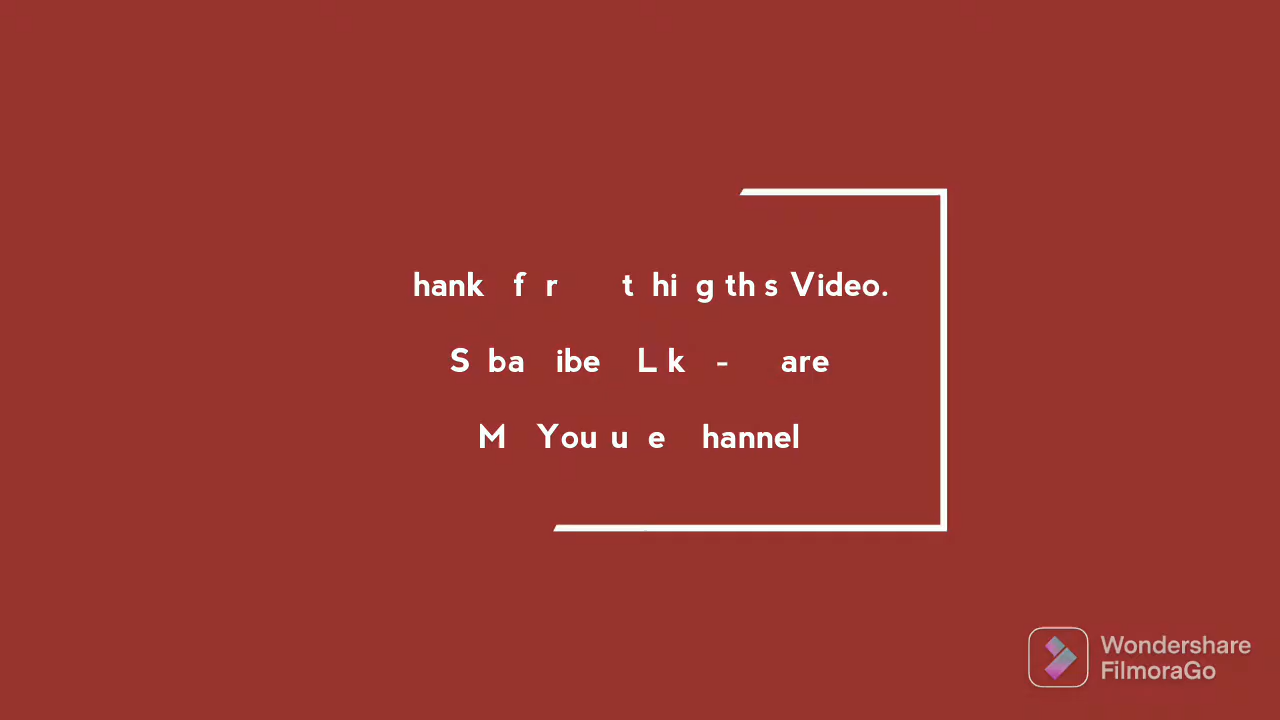 hank f r t hi g th s Video.
S ba ibe L k - are
M You u e hannel
Wondershare
FilmoraGo